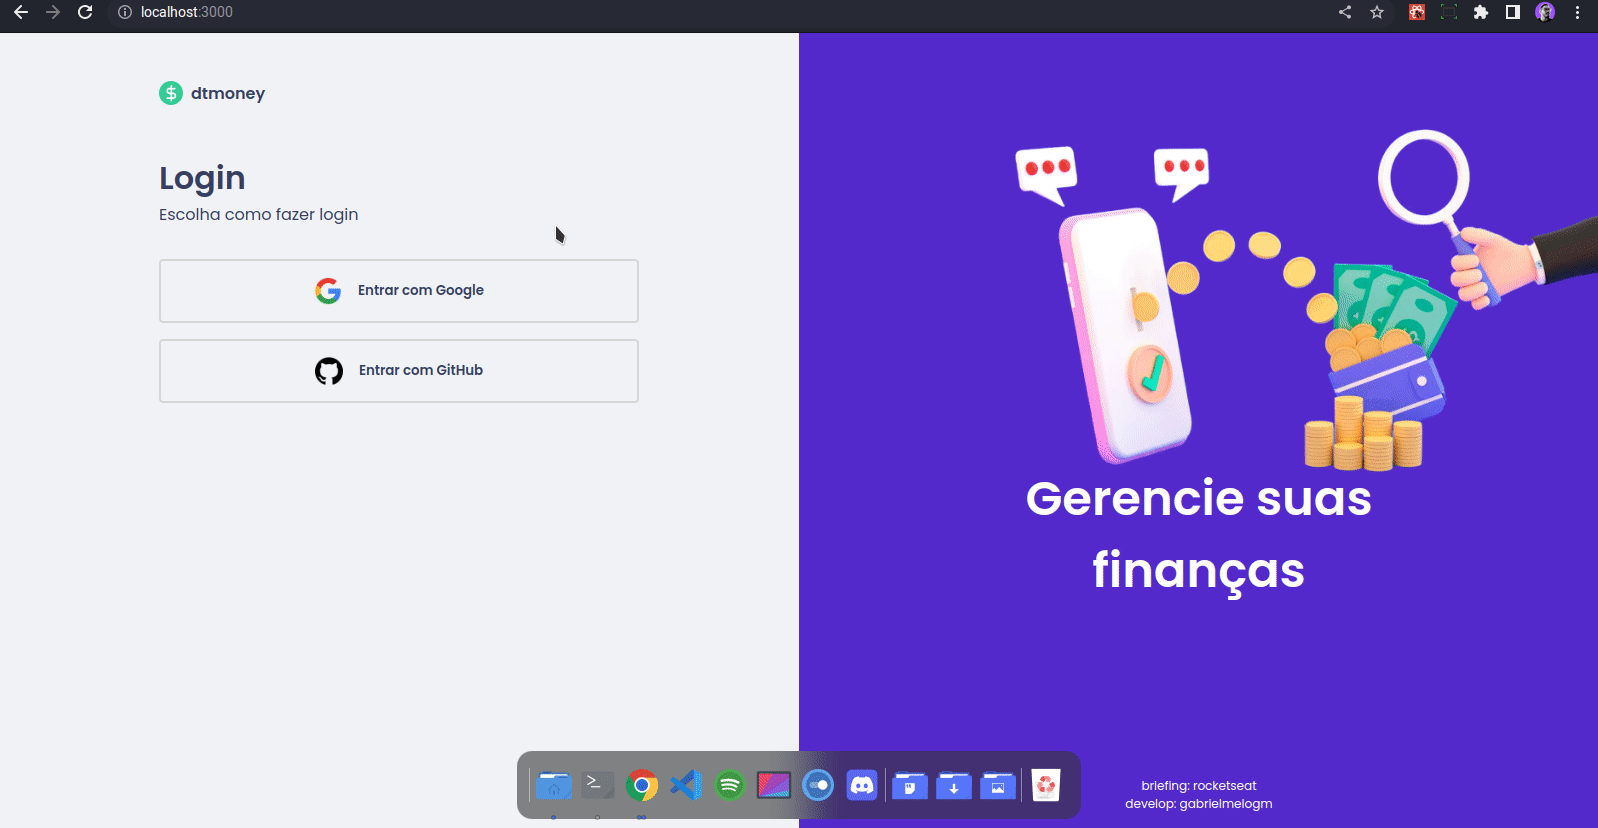 localhost:3000
dtmoney
Login
Escolha como fazer login
Entrar com Google
Entrar com GitHub
Gerencie suas
finanças
briefing: rocketseat
develop: gabrielmelogm